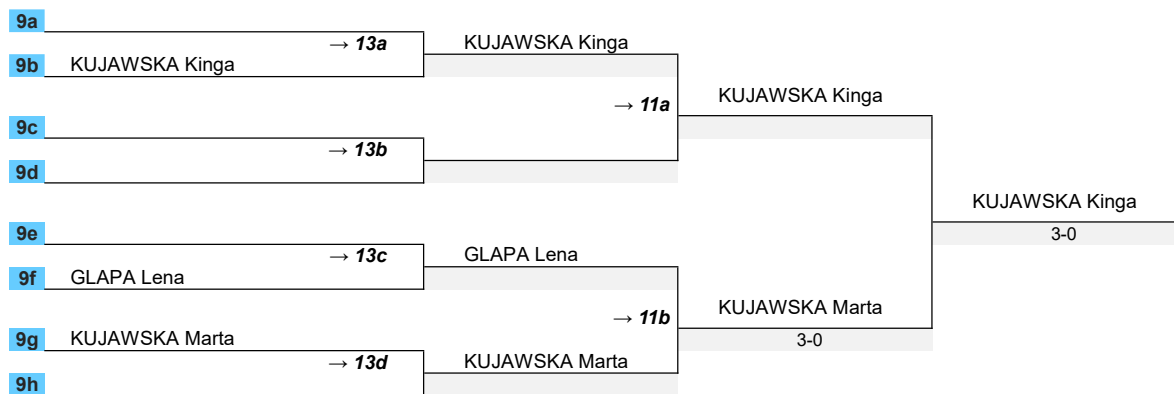 9a
→ 13a KUJAWSKA Kinga
9b KUJAWSKA Kinga
→ 11a KUJAWSKA Kinga
9c
→ 13b
9d
KUJAWSKA Kinga
9e 3-0
→ 13c GLAPA Lena
9f GLAPA Lena
KUJAWSKA Marta
→ 11b
9g KUJAWSKA Marta 3-0
→ 13d KUJAWSKA Marta
9h